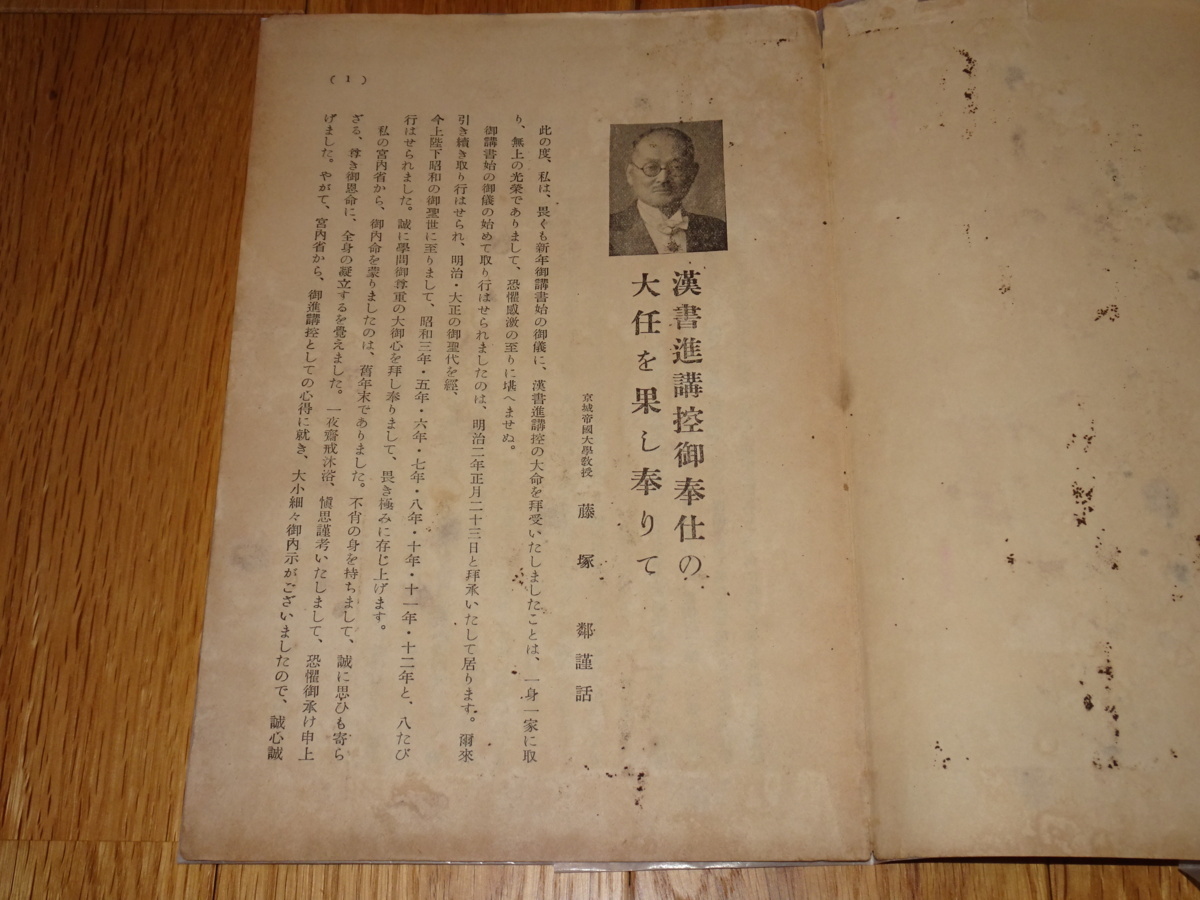 (1)
漢書進講控御奉仕の
大任を果し奉りて
京城帝國大學教授 藤塚 鄰謹話
此の度、私は、畏くも新年御講書始の御儀に、漢書進講控の大命を拜受いたしましたことは、一身一家に取
り、無上の光榮でありまして、恐懼感激の至りに堪へませぬ。
御講書始の御儀の始めて取り行はせられましたのは、明治二年正月二十三日と拜承いたして居ります。爾來
引き續き取り行はせられ、明治・大正の御聖代を經、
今上陛下昭和の御聖世に至りまして、昭和三年・五年・六年・七年・八年・十年・十一年・十二年と、八たび
行はせられました。誠に學問御尊重の大御心を拜し奉りまして、畏き極みに存じ上げます。
私の宮内省から、御内命を蒙りましたのは、舊年末でありました。不肖の身を持ちまして、誠に思ひも寄ら
ざる、尊き御恩命に、全身の凝立するを覺えました。一夜齋戒沐浴、愼思謹考いたしまして、恐懼御承け申上
げました。やがて、宮内省から、御進講控としての心得に就き、大小細々御内示がございましたので、誠心誠